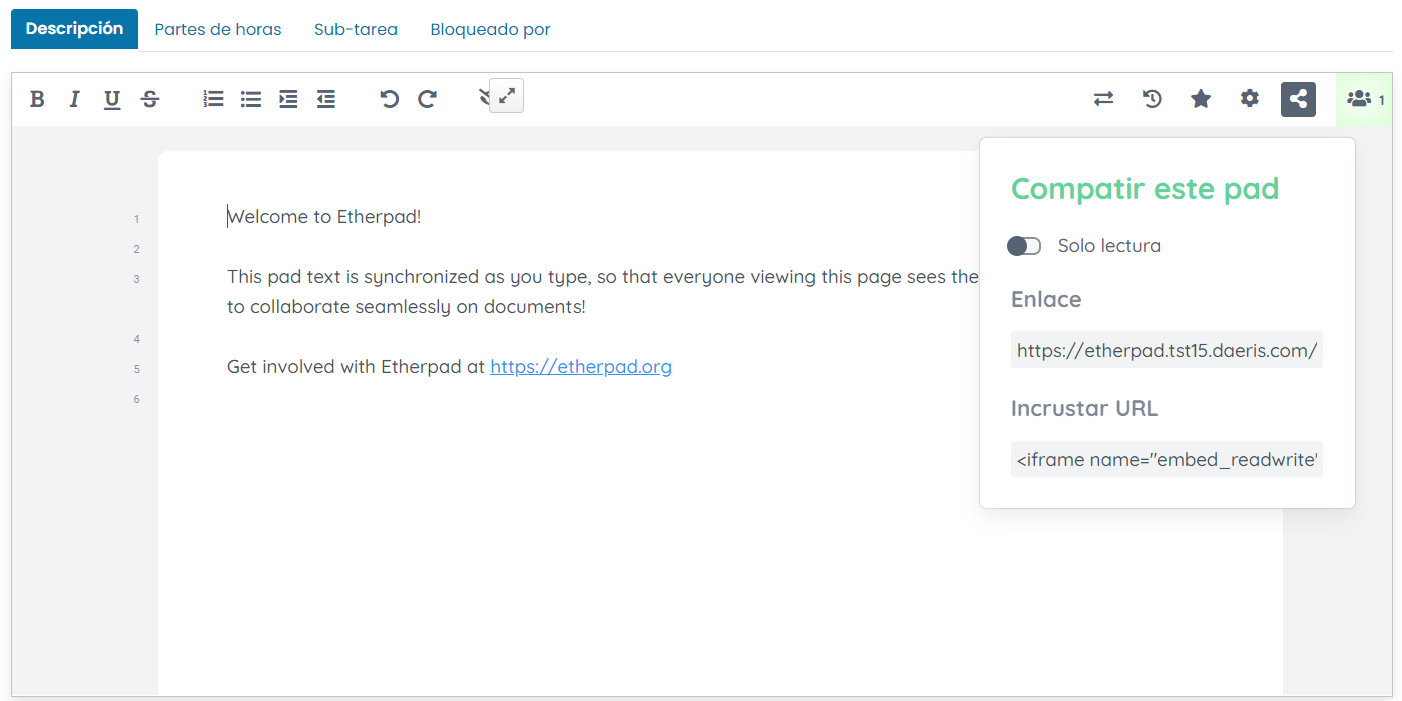 Descripción Partes de horas Sub-tarea Bloqueado por
B I U S 1
Compatir este pad
Solo lectura
Enlace
https://etherpad.tst15.daeris.com/
Incrustar URL
<iframe name="embed_readwrite"
1 Welcome to Etherpad!
2
3 This pad text is synchronized as you type, so that everyone viewing this page sees the
to collaborate seamlessly on documents!
4
5 Get involved with Etherpad at https://etherpad.org
6